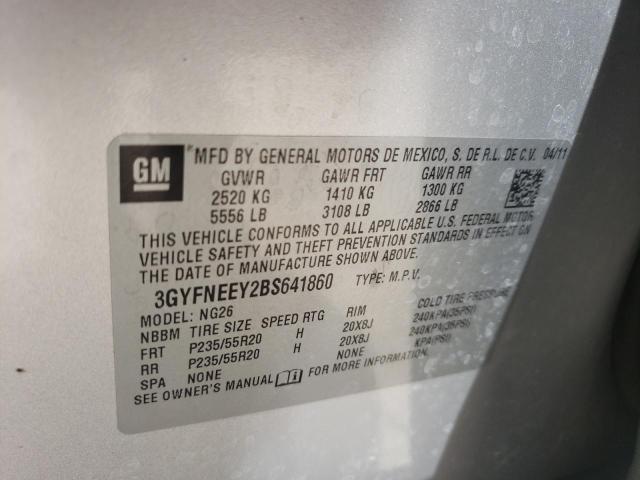 GM *MFD BY GENERAL MOTORS DE MEXICO, S. DE R.L. DE C.V. 04/11
GVWR GAWR FRT GAWR RR
2520 KG 1410 KG 1300 KG
5556 LB 3108 LB 2866 LB
THIS VEHICLE CONFORMS TO ALL APPLICABLE U.S. FEDERAL MOTOR
VEHICLE SAFETY AND THEFT PREVENTION STANDARDS IN EFFECT ON
THE DATE OF MANUFACTURE SHOWN ABOVE.
3GYFNEEY2BS641860 TYPE: M.P.V.
MODEL: NG26
NBBM TIRE SIZE SPEED RTG RIM COLD TIRE PRESSURE
FRT P235/55R20 H 20X8J 240KPA(35PSI)
RR P235/55R20 H 20X8J 240KPA(35PSI)
SPA NONE NONE KPA(PSI)
SEE OWNER'S MANUAL i FOR MORE INFORMATION.